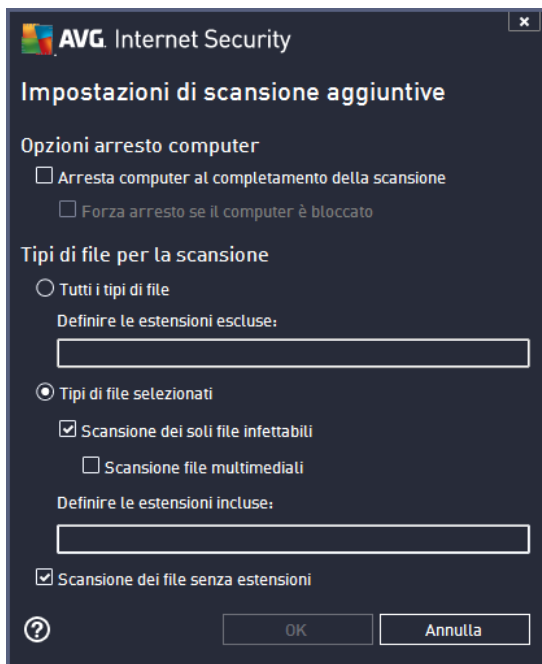 AVG. Internet Security
Impostazioni di scansione aggiuntive
Opzioni arresto computer
Arresta computer al completamento della scansione
Forza arresto se il computer è bloccato
Tipi di file per la scansione
Tutti i tipi di file
Definire le estensioni escluse:
Tipi di file selezionati
Scansione dei soli file infettabili
Scansione file multimediali
Definire le estensioni incluse:
Scansione dei file senza estensioni
OK
Annulla